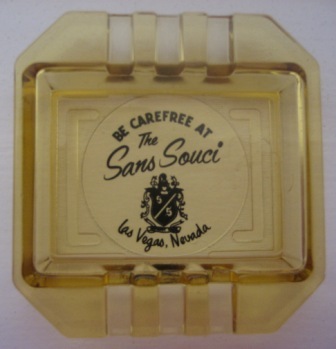 BE CAREFREE AT
The
Sans Souci
S S
Las Vegas, Nevada